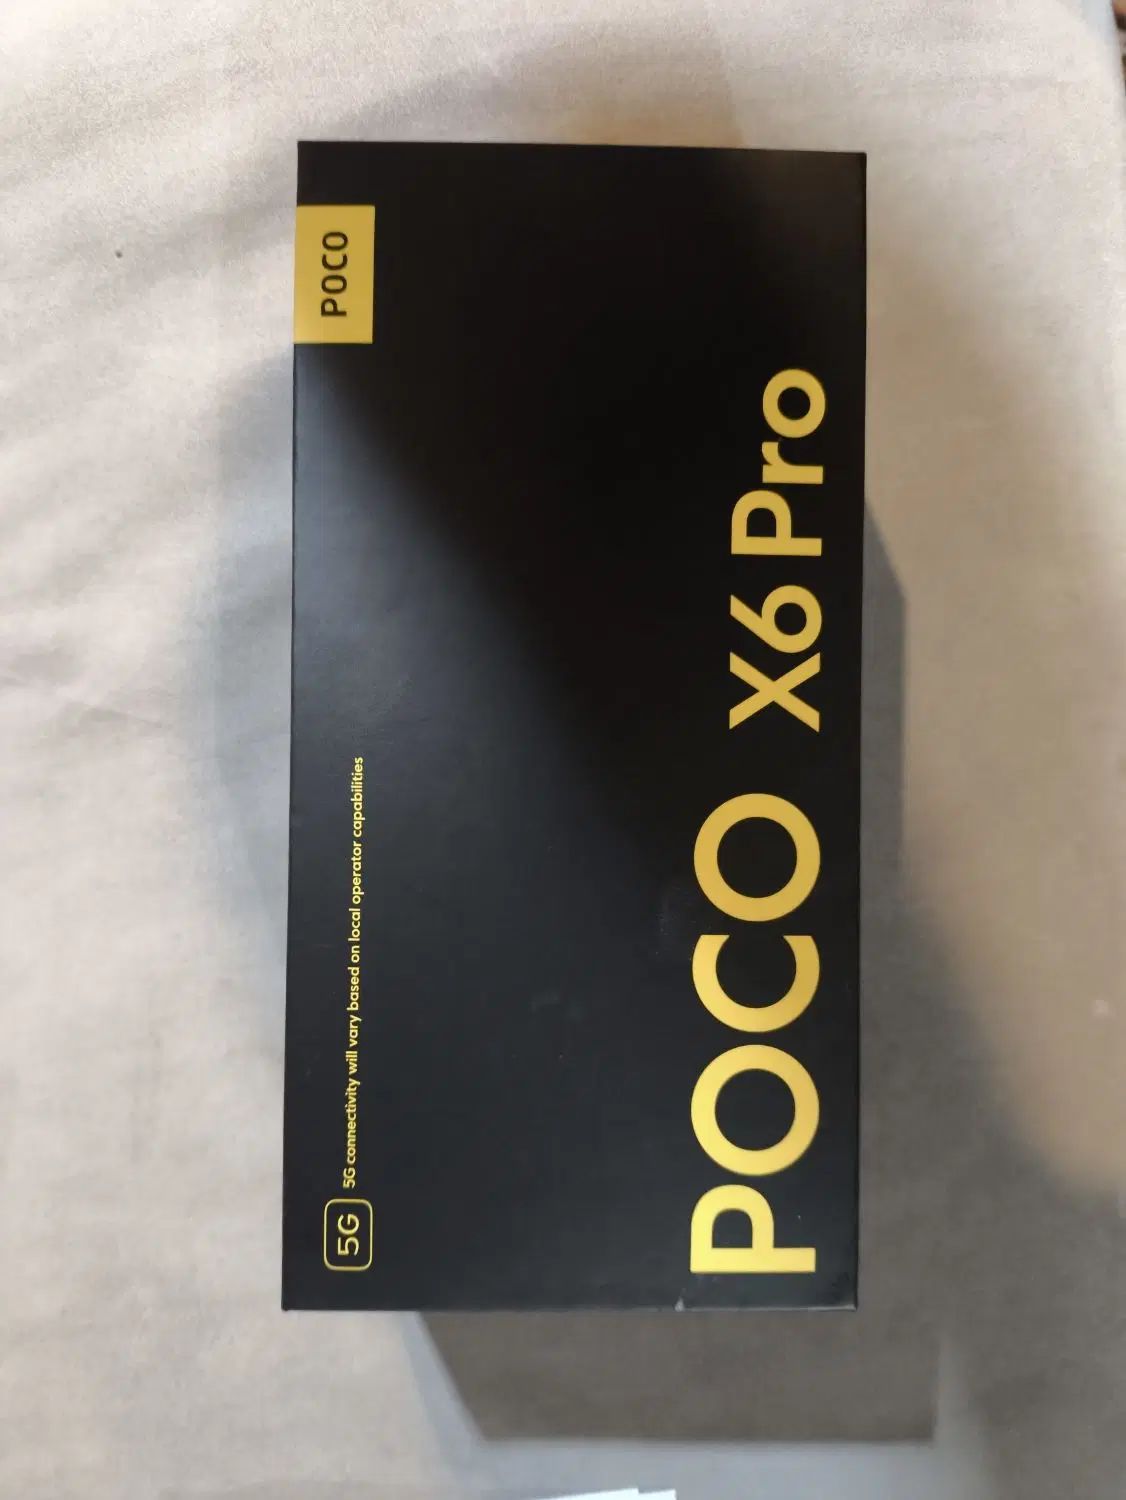 POCO
5G 5G connectivity will vary based on local operator capabilities
POCO X6 Pro